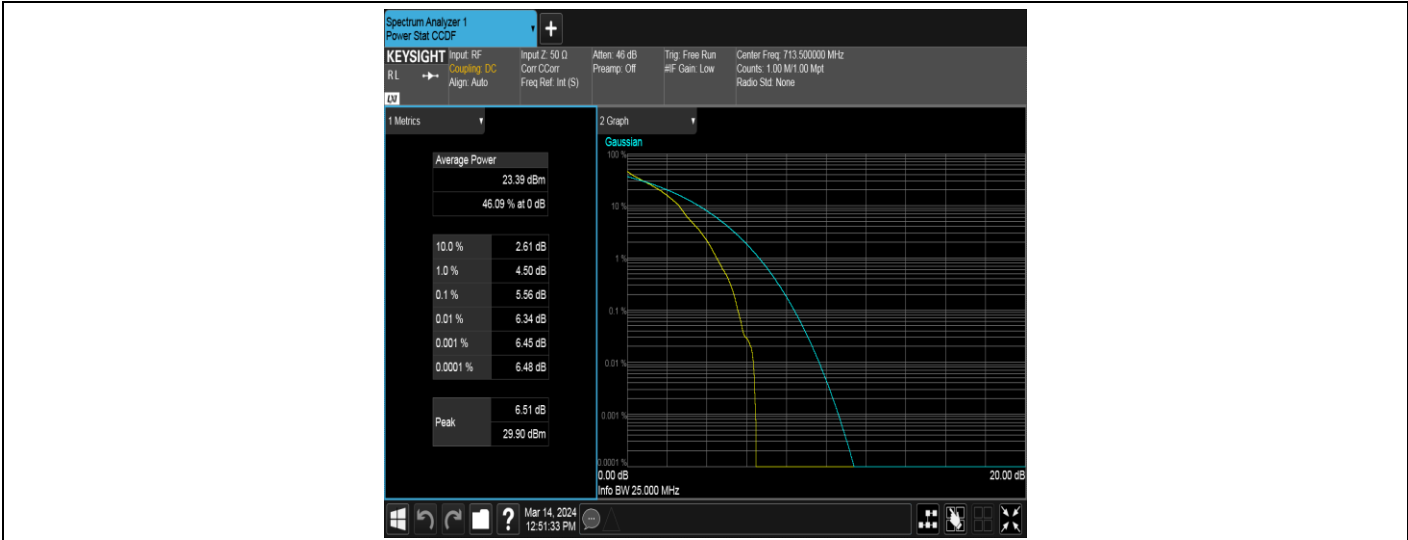 Spectrum Analyzer 1
Power Stat CCDF
+
KEYSIGHT Input: RF Input Z: 50 Ω Atten: 46 dB Trig: Free Run Center Freq: 713.500000 MHz
RL Coupling: DC Corr CCorr Preamp: Off #IF Gain: Low Counts: 1.00 M/1.00 Mpt
Align: Auto Freq Ref: Int (S) Radio Std: None
LXI
1 Metrics
Average Power
23.39 dBm
46.09 % at 0 dB
10.0 % 2.61 dB
1.0 % 4.50 dB
0.1 % 5.56 dB
0.01 % 6.34 dB
0.001 % 6.45 dB
0.0001 % 6.48 dB
Peak 6.51 dB
29.90 dBm
2 Graph
Gaussian
100 %
10 %
1 %
0.1 %
0.01 %
0.001 %
0.0001 %
0.00 dB 20.00 dB
Info BW 25.000 MHz
? Mar 14, 2024
12:51:33 PM